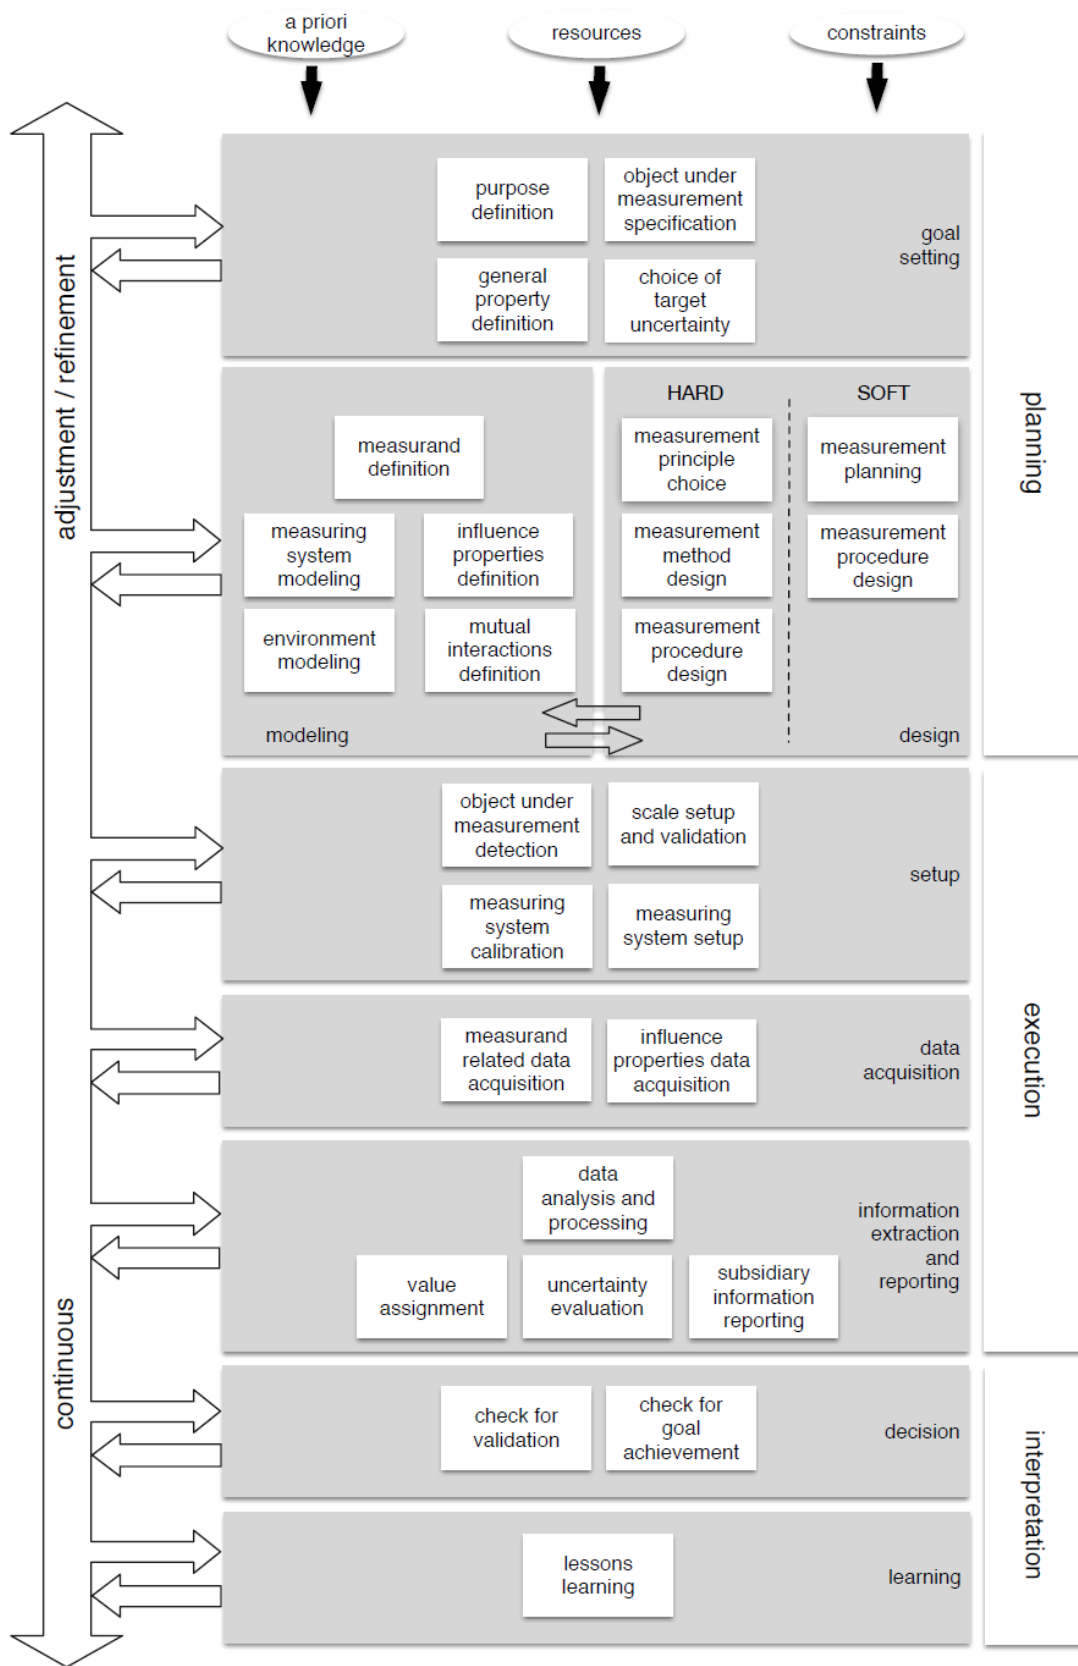 a priori
knowledge
resources
constraints
adjustment / refinement
continuous
purpose
definition
object under
measurement
specification
general
property
definition
choice of
target
uncertainty
goal
setting
planning
measurand
definition
measuring
system
modeling
influence
properties
definition
environment
modeling
mutual
interactions
definition
modeling
HARD
SOFT
measurement
principle
choice
measurement
planning
measurement
method
design
measurement
procedure
design
measurement
procedure
design
design
object under
measurement
detection
scale setup
and validation
measuring
system
calibration
measuring
system setup
setup
execution
measurand
related data
acquisition
influence
properties data
acquisition
data
acquisition
data
analysis and
processing
value
assignment
uncertainty
evaluation
subsidiary
information
reporting
information
extraction
and
reporting
check for
validation
check for
goal
achievement
decision
interpretation
lessons
learning
learning